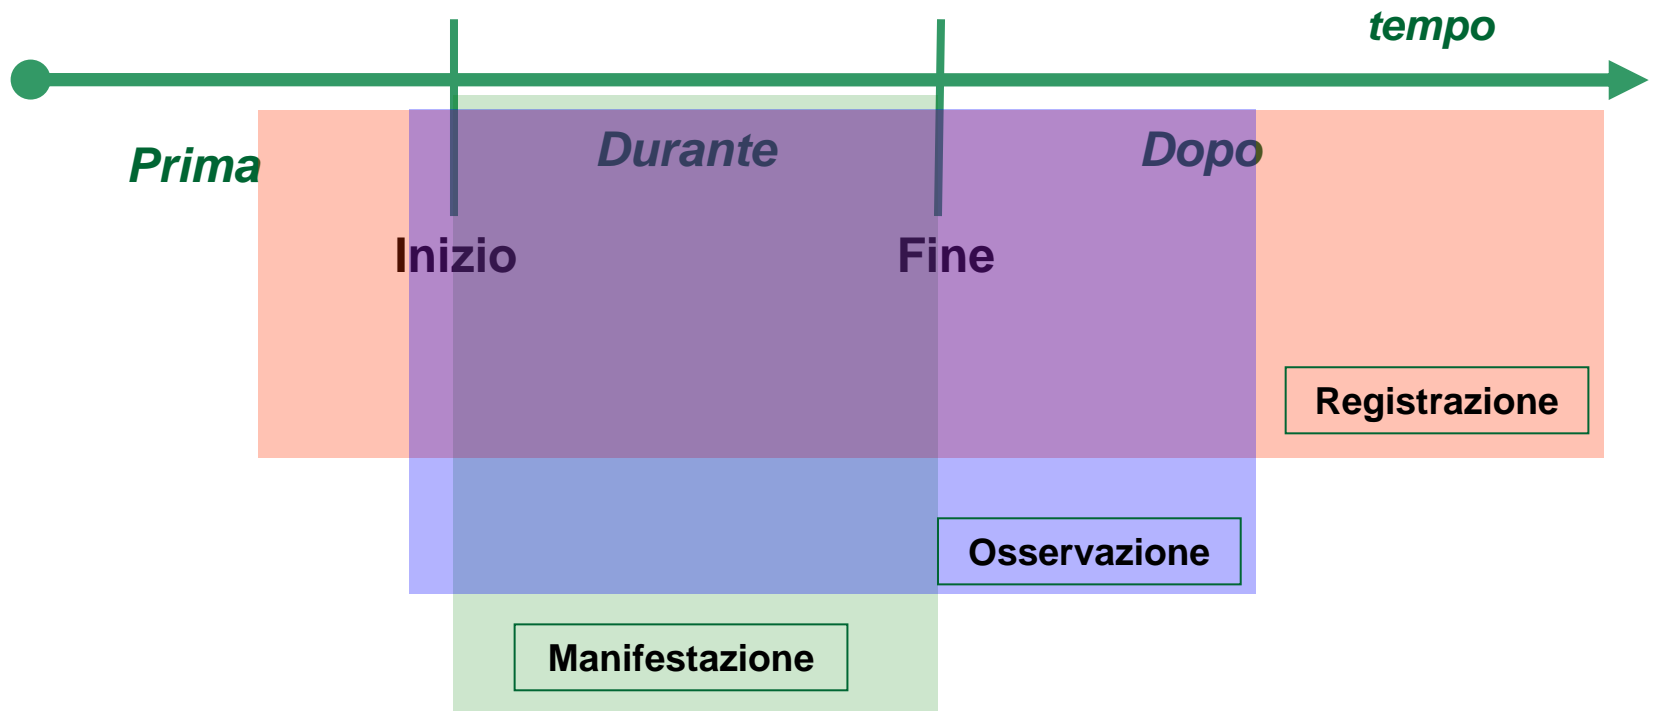 tempo
Prima
Durante
Dopo
Inizio
Fine
Registrazione
Osservazione
Manifestazione